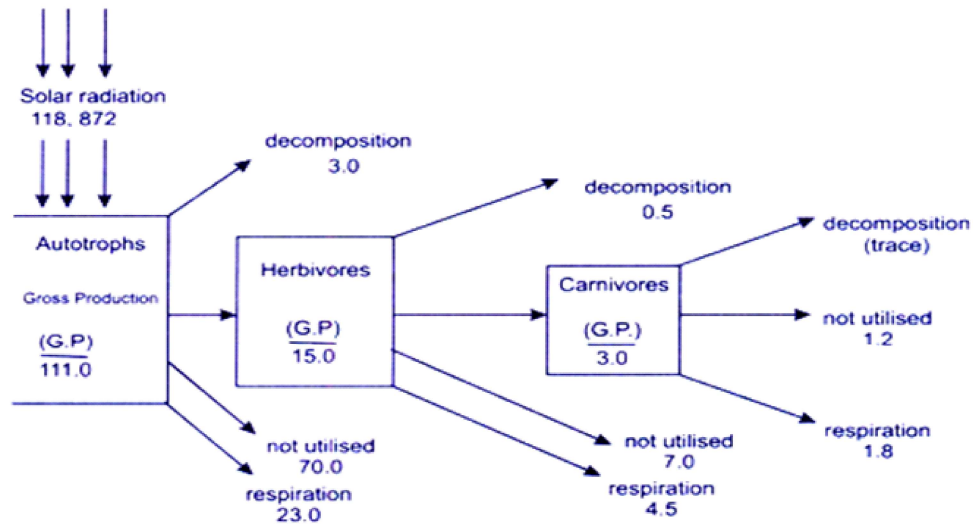 Solar radiation
118, 872
decomposition
3.0
decomposition
0.5
decomposition
(trace)
Autotrophs
Gross Production
(G.P)
111.0
Herbivores
(G.P)
15.0
Carnivores
(G.P.)
3.0
not utilised
1.2
respiration
1.8
not utilised
70.0
respiration
23.0
not utilised
7.0
respiration
4.5